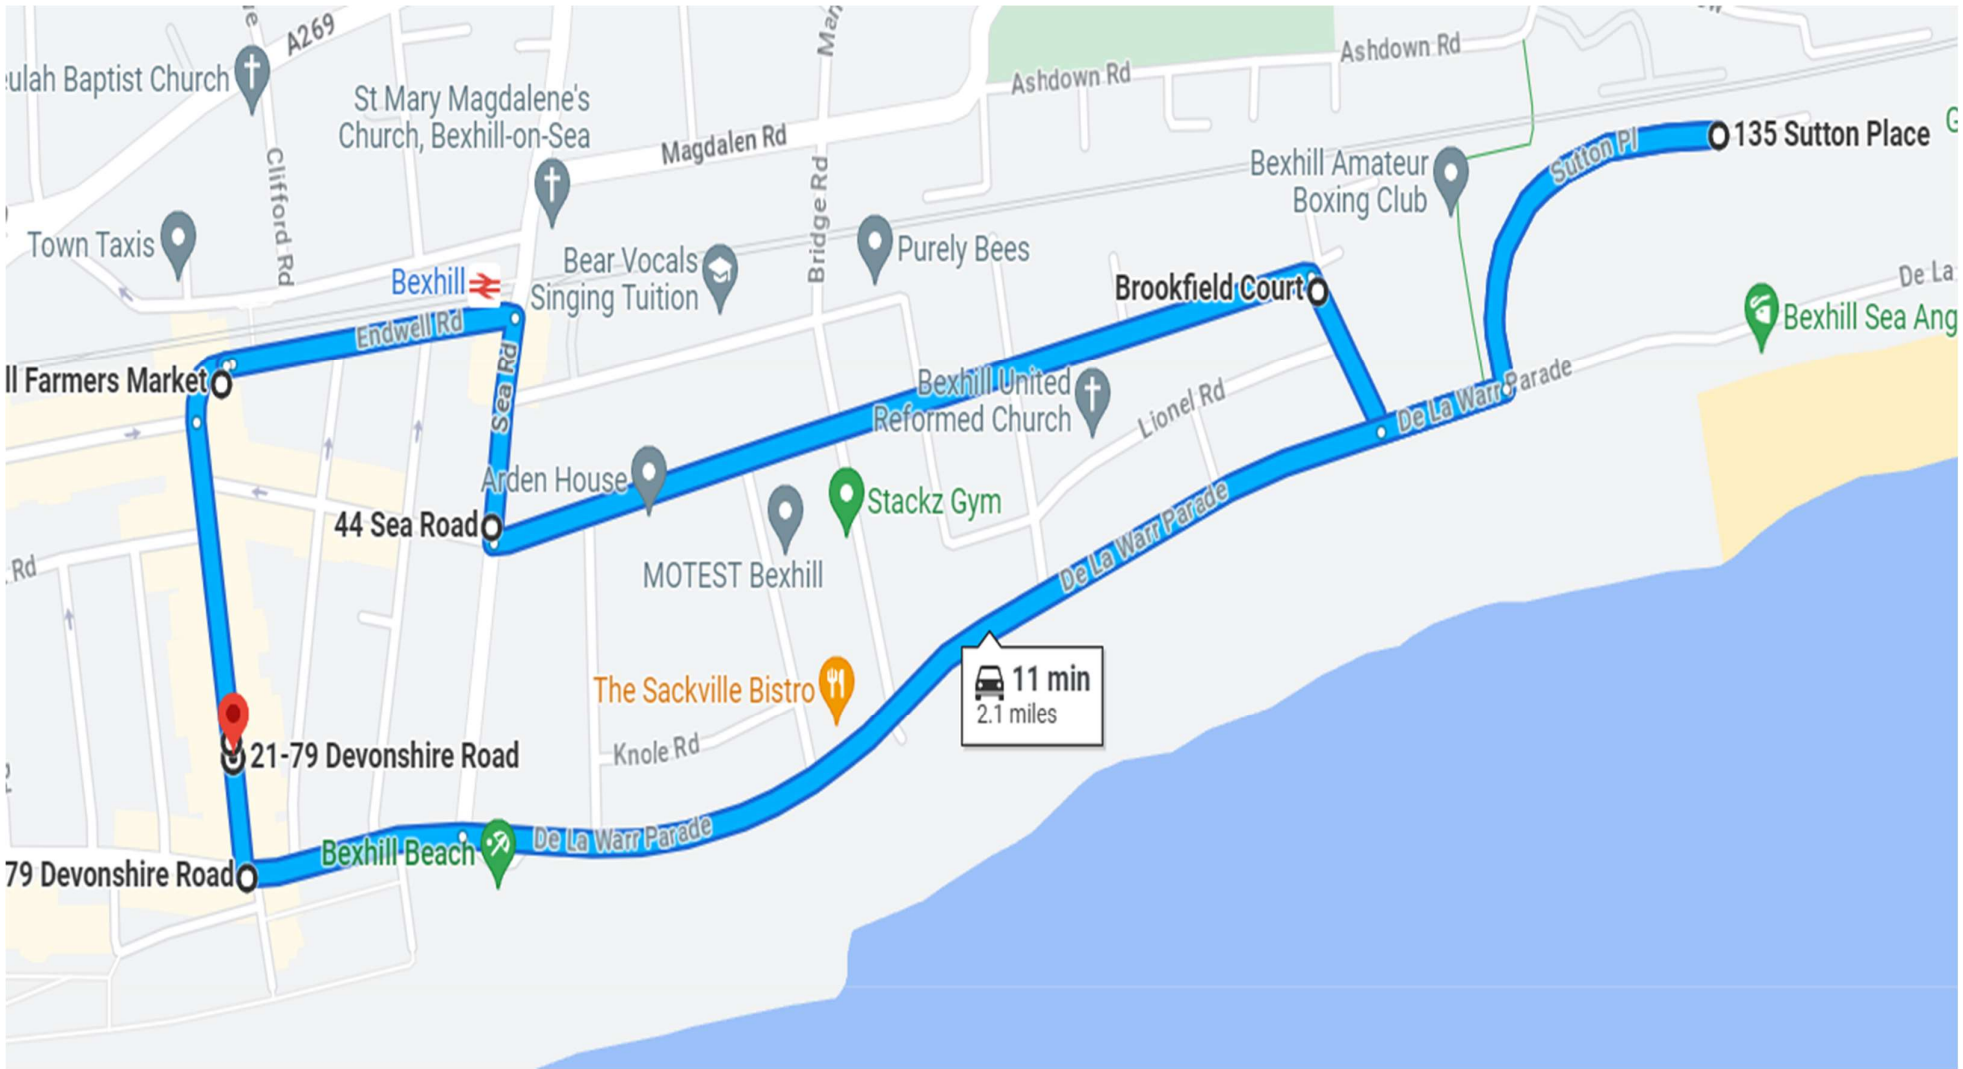 A269
Ashdown Rd
Ashdown Rd
eulah Baptist Church
St Mary Magdalene's
Church, Bexhill-on-Sea
Magdalen Rd
Clifford Rd
Bridge Rd
Bexhill Amateur
Boxing Club
Sutton Pl
135 Sutton Place
G
Town Taxis
Bexhill
Bear Vocals
Singing Tuition
Purely Bees
Brookfield Court
De La
Bexhill Sea Ang
Endwell Rd
Sea Rd
ll Farmers Market
Bexhill United
Reformed Church
Lionel Rd
De La Warr Parade
Arden House
Stackz Gym
44 Sea Road
MOTEST Bexhill
Rd
De La Warr Parade
The Sackville Bistro
11 min
2.1 miles
Knole Rd
21-79 Devonshire Road
De La Warr Parade
Bexhill Beach
79 Devonshire Road